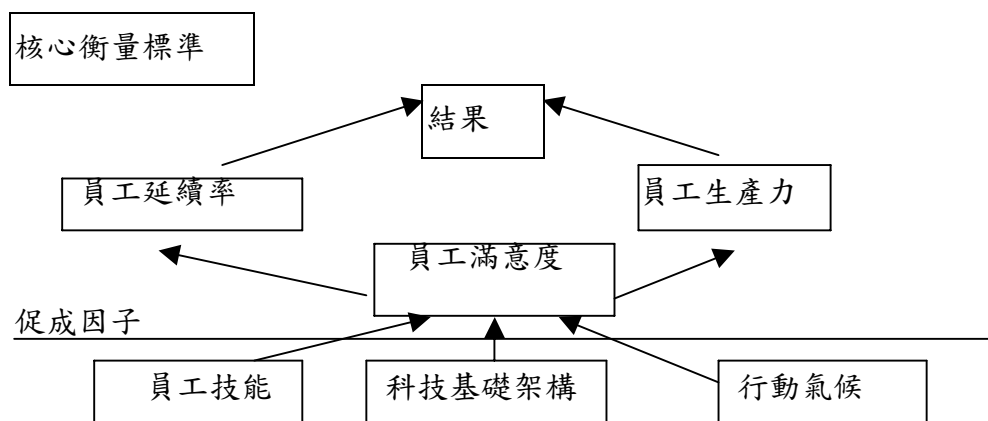 核心衡量標準
結果
員工延續率
員工生產力
員工滿意度
促成因子
員工技能
科技基礎架構
行動氣候